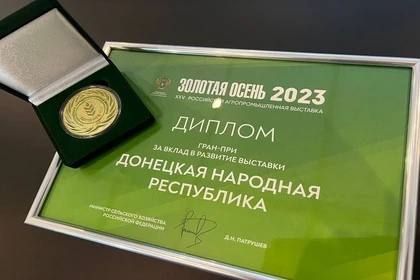 ЗОЛОТАЯ ОСЕНЬ 2023
XXV РОССИЙСКАЯ АГРОПРОМЫШЛЕННАЯ ВЫСТАВКА
ДИПЛОМ
ГРАН-ПРИ
ЗА ВКЛАД В РАЗВИТИЕ ВЫСТАВКИ
ДОНЕЦКАЯ НАРОДНАЯ
РЕСПУБЛИКА
МИНИСТР СЕЛЬСКОГО ХОЗЯЙСТВА
РОССИЙСКОЙ ФЕДЕРАЦИИ
Д.Н. ПАТРУШЕВ